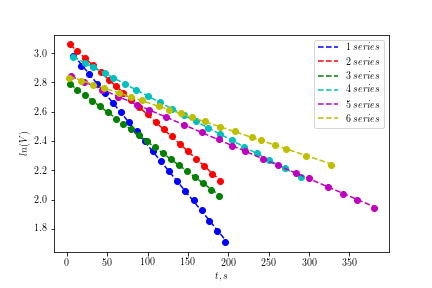 1 series
2 series
3 series
4 series
5 series
6 series
3.0
2.8
2.6
2.4
2.2
2.0
1.8
ln(V)
0 50 100 150 200 250 300 350
t, s